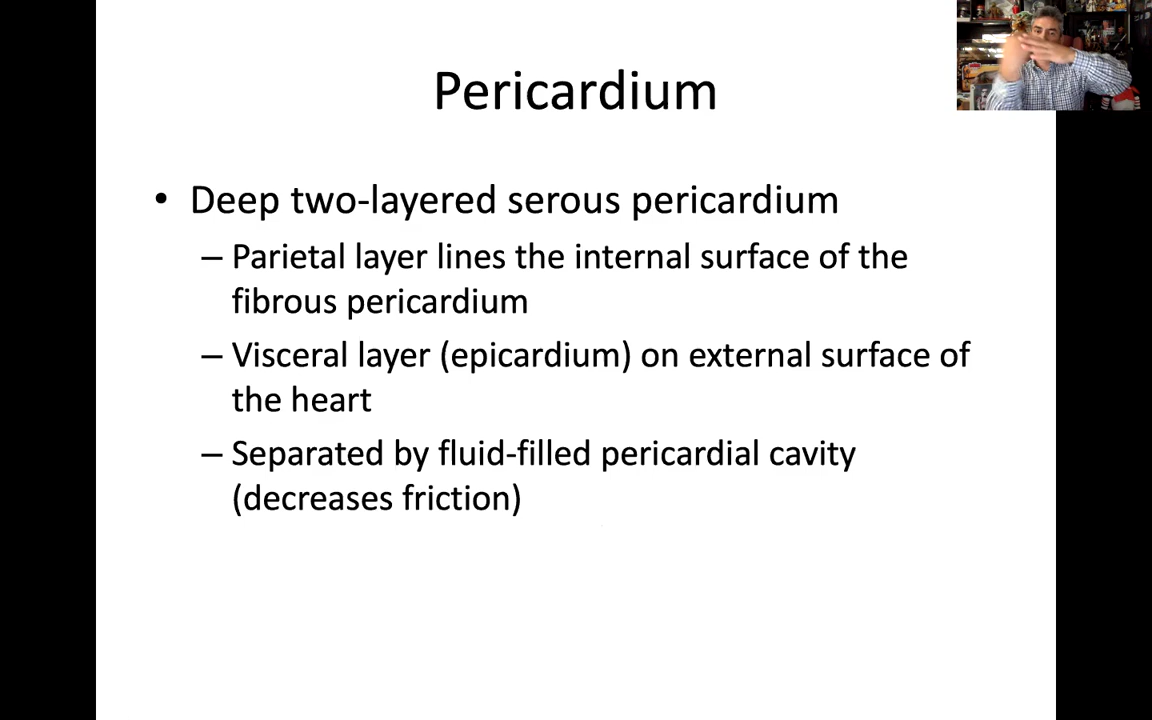 Pericardium
• Deep two-layered serous pericardium
– Parietal layer lines the internal surface of the
fibrous pericardium
– Visceral layer (epicardium) on external surface of
the heart
– Separated by fluid-filled pericardial cavity
(decreases friction)